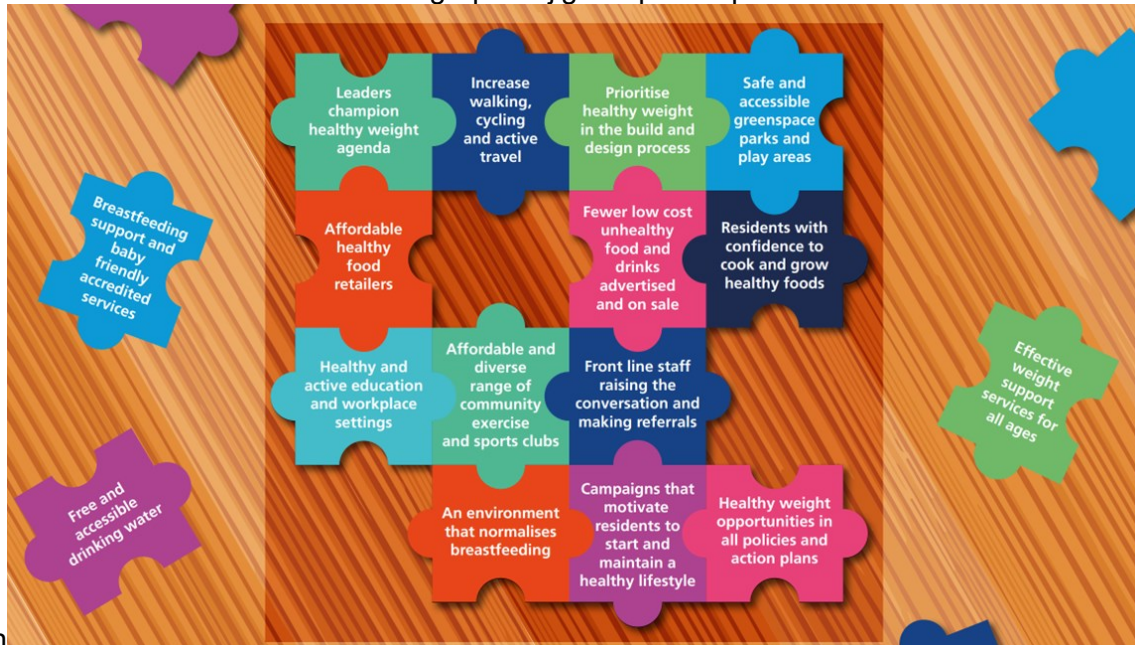 Leaders
champion
healthy weight
agenda
Increase
walking,
cycling
and active
travel
Prioritise
healthy weight
in the build and
design process
Safe and
accessible
greenspace
parks and
play areas
Breastfeeding
support and
baby
friendly
accredited
services
Affordable
healthy
food
retailers
Fewer low cost
unhealthy
food and
drinks
advertised
and on sale
Residents with
confidence to
cook and grow
healthy foods
Healthy and
active education
and workplace
settings
Affordable and
diverse
range of
community
exercise
and sports clubs
Front line staff
raising the
conversation and
making referrals
Effective
weight
support
services for
all ages
Free and
accessible
drinking water
An environment
that normalises
breastfeeding
Campaigns that
motivate
residents to
start and
maintain a
healthy lifestyle
Healthy weight
opportunities in
all policies and
action plans